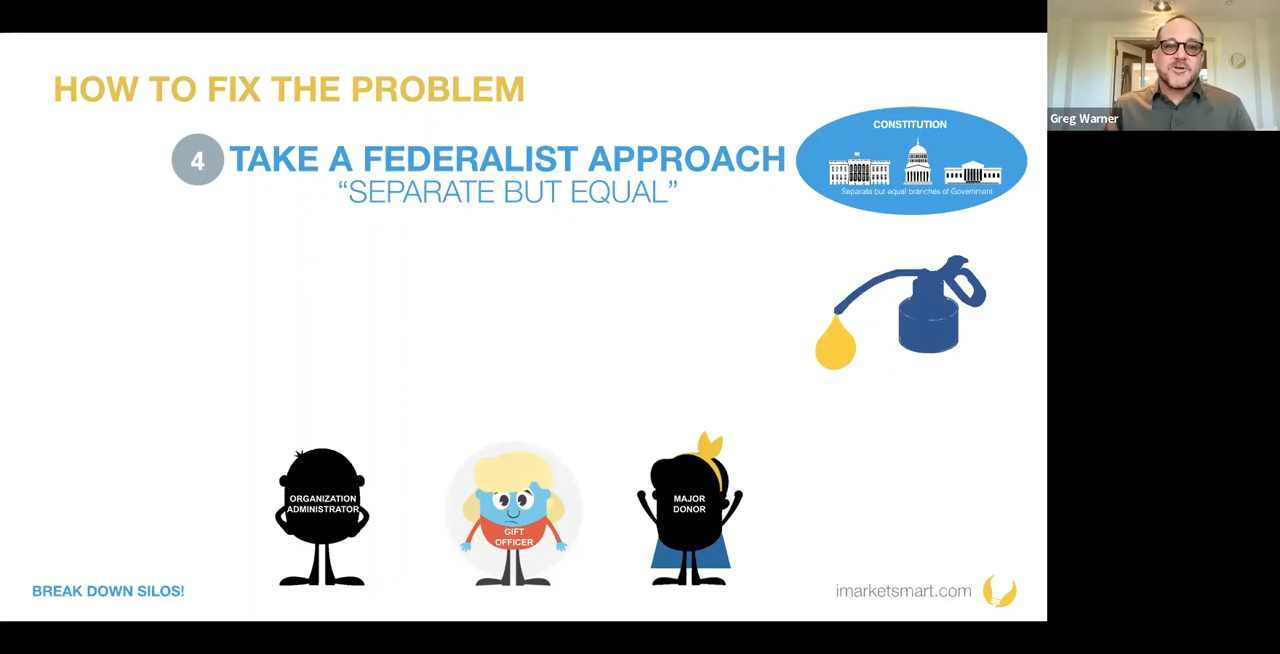 HOW TO FIX THE PROBLEM
4
TAKE A FEDERALIST APPROACH
“SEPARATE BUT EQUAL”
CONSTITUTION
Separate but equal branches of Government
Greg Warner
ORGANIZATION
ADMINISTRATOR
GIFT
OFFICER
MAJOR
DONOR
BREAK DOWN SILOS!
imarketsmart.com